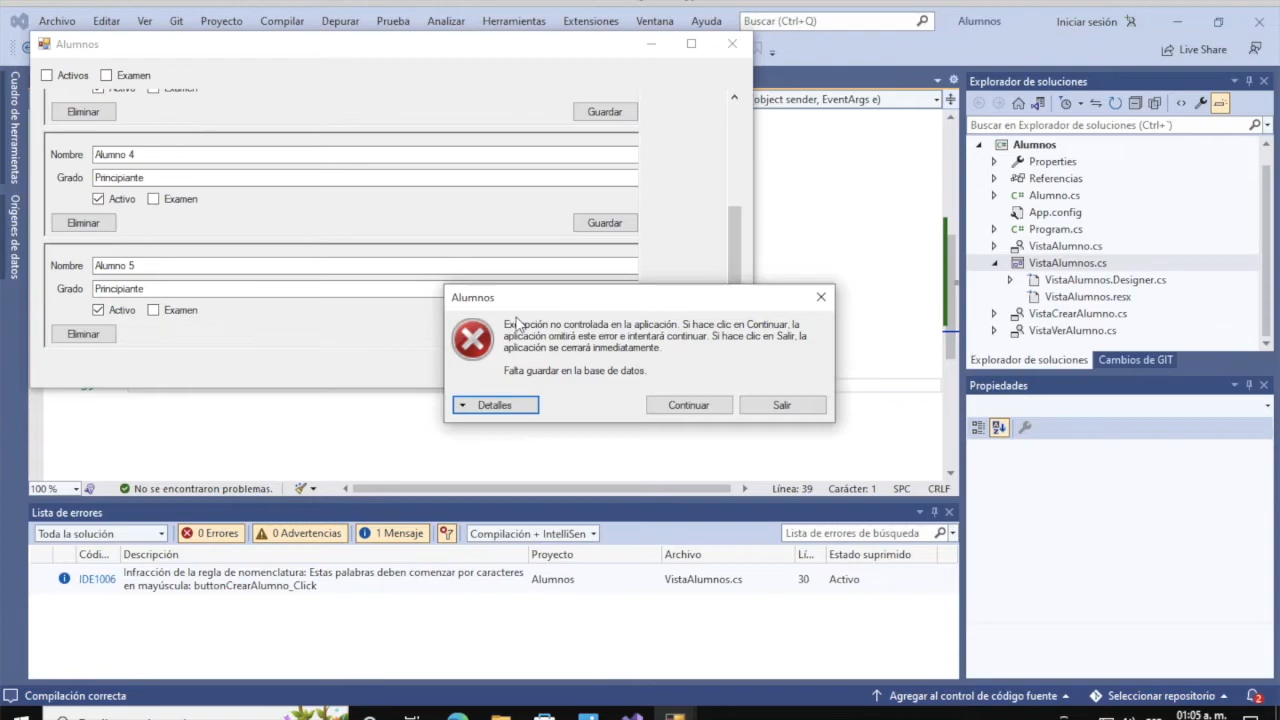 Archivo Editar Ver Git Proyecto Compilar Depurar Prueba Analizar Herramientas Extensiones Ventana Ayuda Buscar (Ctrl+Q) Alumnos Iniciar sesión
Live Share
Alumnos
Activos Examen
Activo Examen
Eliminar Guardar
Nombre Alumno 4
Grado Principiante
Activo Examen
Eliminar Guardar
Nombre Alumno 5
Grado Principiante
Activo Examen
Eliminar
Cuadro de herramientas
Orígenes de datos
object sender, EventArgs e)
Alumnos
Excepción no controlada en la aplicación. Si hace clic en Continuar, la
aplicación omitirá este error e intentará continuar. Si hace clic en Salir, la
aplicación se cerrará inmediatamente.
Falta guardar en la base de datos.
Detalles Continuar Salir
Explorador de soluciones
Buscar en Explorador de soluciones (Ctrl+´)
Alumnos
Properties
Referencias
Alumno.cs
App.config
Program.cs
VistaAlumno.cs
VistaAlumnos.cs
VistaAlumnos.Designer.cs
VistaAlumnos.resx
VistaCrearAlumno.cs
VistaVerAlumno.cs
Explorador de soluciones Cambios de GIT
Propiedades
100 % No se encontraron problemas. Línea: 39 Carácter: 1 SPC CRLF
Lista de errores
Toda la solución 0 Errores 0 Advertencias 1 Mensaje Compilación + IntelliSen Lista de errores de búsqueda
Códi... Descripción Proyecto Archivo Lí... Estado suprimido
IDE1006 Infracción de la regla de nomenclatura: Estas palabras deben comenzar por caracteres en mayúscula: buttonCrearAlumno_Click Alumnos VistaAlumnos.cs 30 Activo
Compilación correcta Agregar al control de código fuente Seleccionar repositorio 2
01:05 a. m.